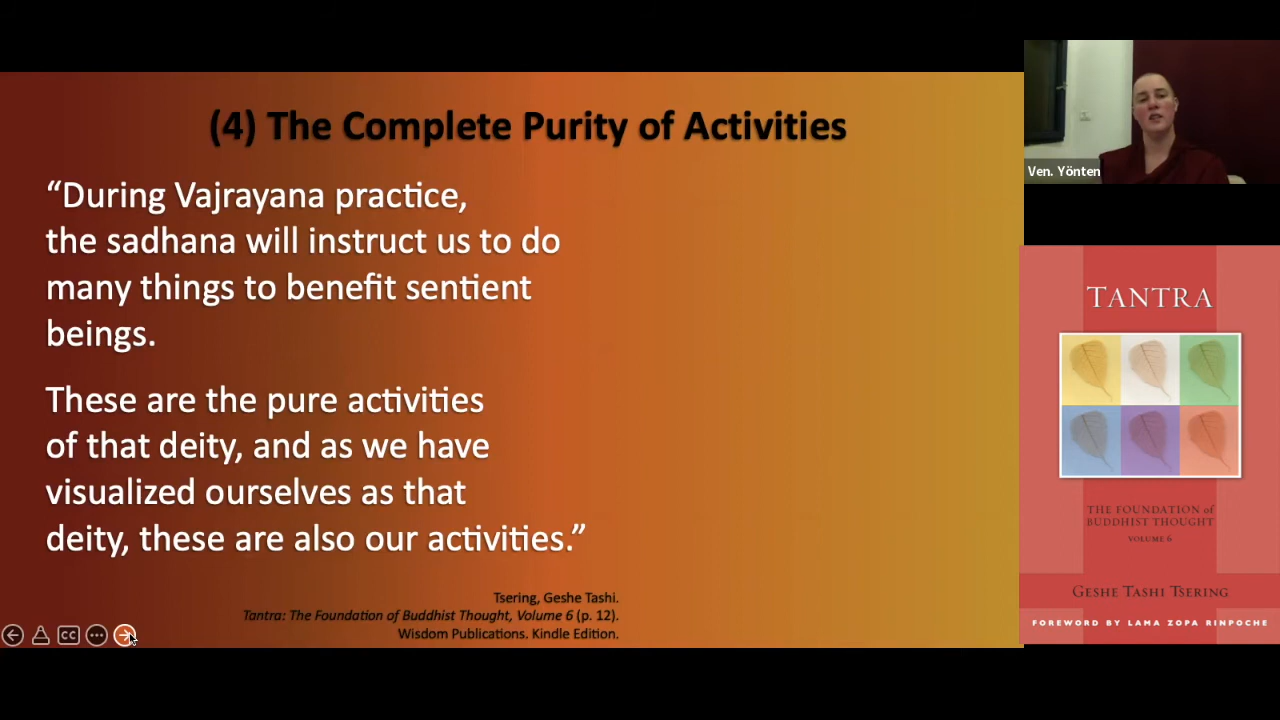 (4) The Complete Purity of Activities
“During Vajrayana practice,
the sadhana will instruct us to do
many things to benefit sentient
beings.
These are the pure activities
of that deity, and as we have
visualized ourselves as that
deity, these are also our activities.”
Tsering, Geshe Tashi.
Tantra: The Foundation of Buddhist Thought, Volume 6 (p. 12).
Wisdom Publications. Kindle Edition.
CC
Ven. Yönten
TANTRA
THE FOUNDATION of
BUDDHIST THOUGHT
VOLUME 6
GESHE TASHI TSERING
FOREWORD BY LAMA ZOPA RINPOCHE